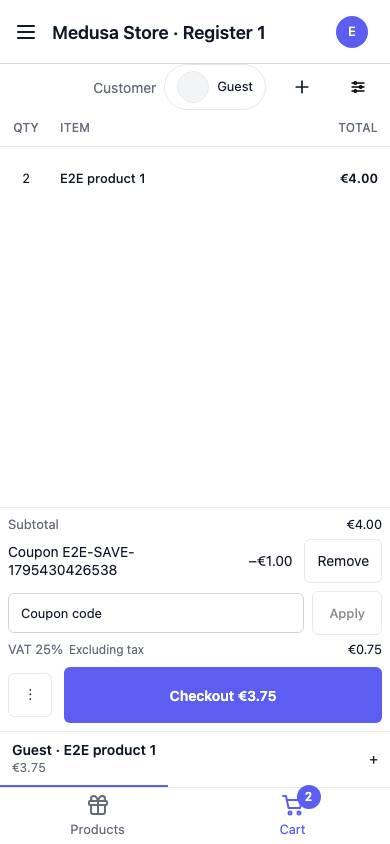 Medusa Store · Register 1
E
Customer
Guest
QTY ITEM TOTAL
2 E2E product 1 €4.00
Subtotal €4.00
Coupon E2E-SAVE-
1795430426538
−€1.00
Remove
Coupon code
Apply
VAT 25% Excluding tax €0.75
Checkout €3.75
Guest · E2E product 1
€3.75
+
2
Products
Cart